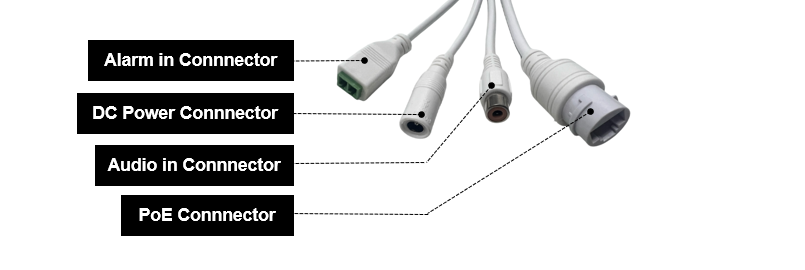 Alarm in Connnector
DC Power Connnector
Audio in Connnector
PoE Connnector